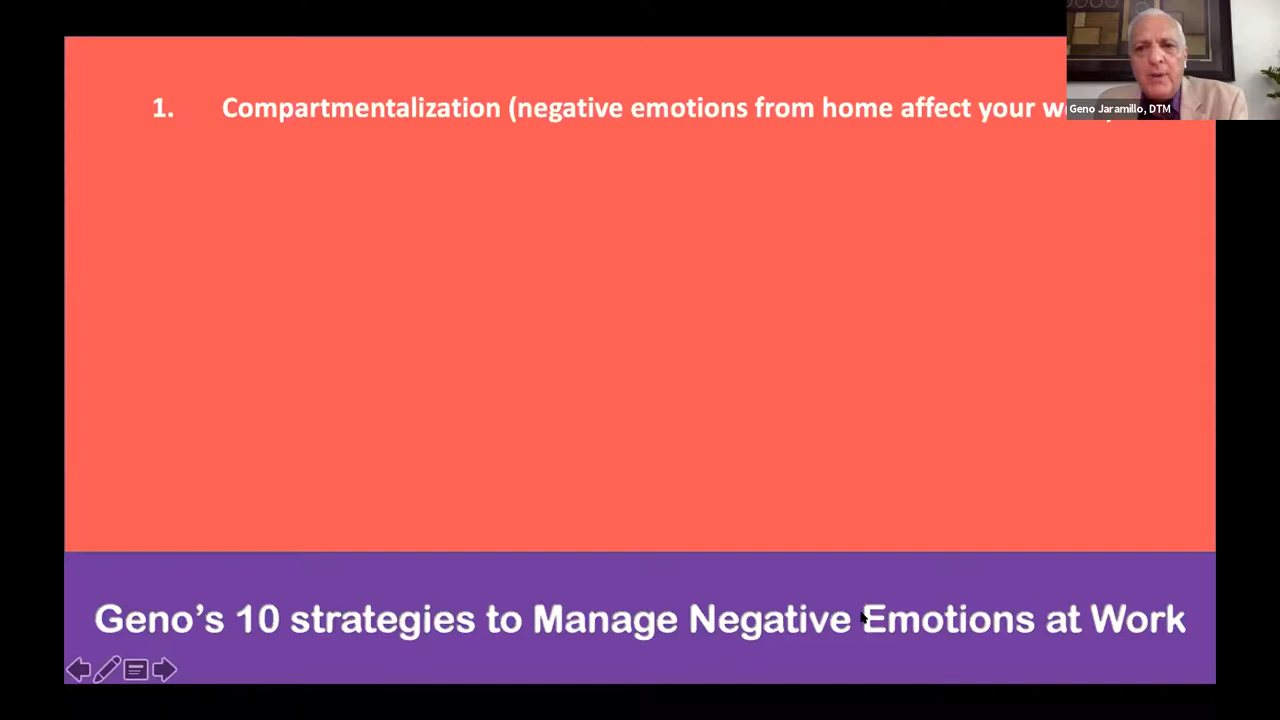 1. Compartmentalization (negative emotions from home affect your
Geno Jaramillo, DTM
Geno's 10 strategies to Manage Negative Emotions at Work